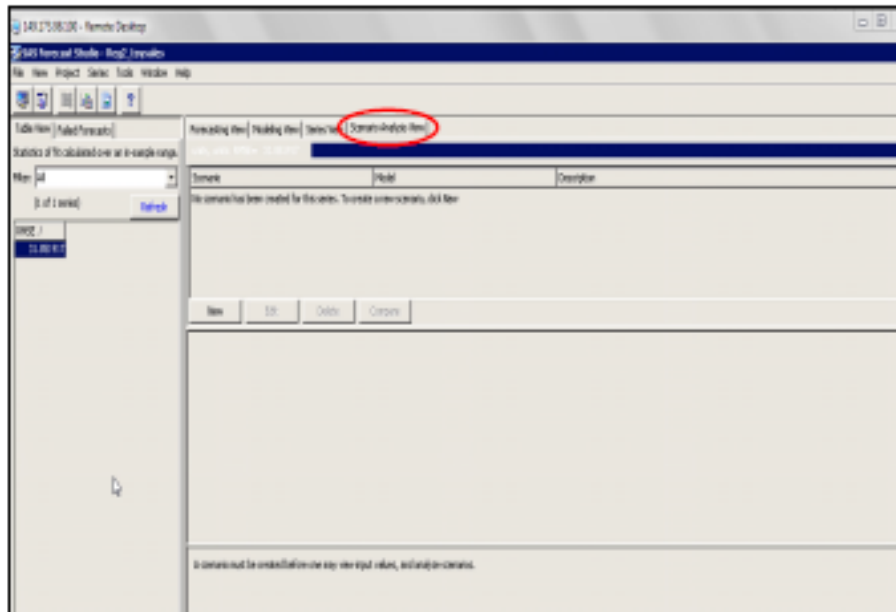 - Remote Desktop
SAS Forecast Studio -
File View Project Series Tools Window Help
Table View Failed Forecasts
Forecasting View Modeling View Series View Scenario Analysis View
Statistics of fit calculated over an in-sample range.
Filter: All
Scenario Model Description
(1 of 1 series)
Refresh
No scenario has been created for this series. To create a new scenario, click New
New Edit Delete Compare
A scenario must be created before one may view input values, and analyze scenarios.